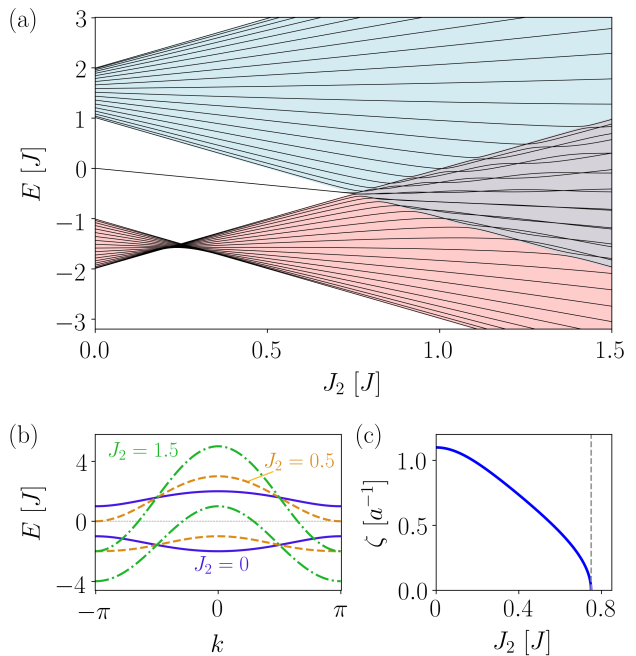 (a)
3
2
1
0
−1
−2
−3
E [J]
0.0
0.5
1.0
1.5
J₂ [J]
(b)
J₂ = 1.5
J₂ = 0.5
J₂ = 0
4
0
−4
E [J]
−π
0
π
k
(c)
1.0
0.5
0.0
ζ [a⁻¹]
0
0.4
0.8
J₂ [J]